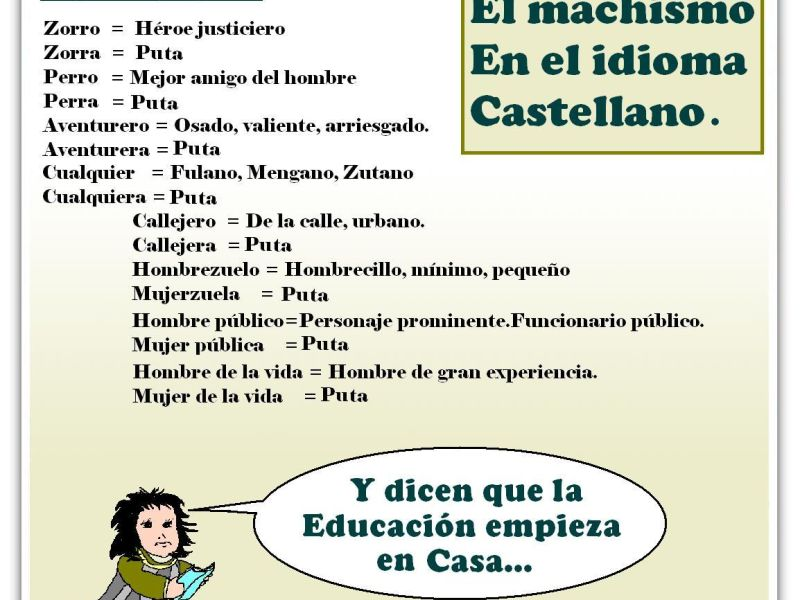 El machismo
En el idioma
Castellano.
Zorro = Héroe justiciero
Zorra = Puta
Perro = Mejor amigo del hombre
Perra = Puta
Aventurero = Osado, valiente, arriesgado.
Aventurera = Puta
Cualquier = Fulano, Mengano, Zutano
Cualquiera = Puta
Callejero = De la calle, urbano.
Callejera = Puta
Hombrezuelo = Hombrecillo, mínimo, pequeño
Mujerzuela = Puta
Hombre público=Personaje prominente.Funcionario público.
Mujer pública = Puta
Hombre de la vida = Hombre de gran experiencia.
Mujer de la vida = Puta
Y dicen que la
Educación empieza
en Casa...